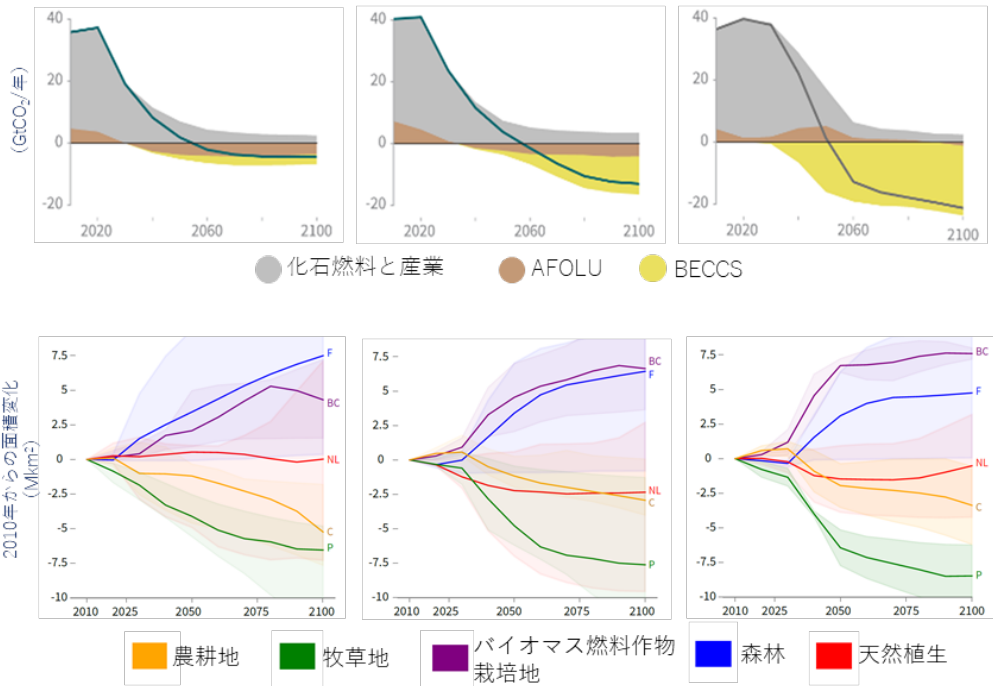 (GtCO₂/年)
40
20
0
-20
2020
2060
2100
40
20
0
-20
2020
2060
2100
40
20
0
-20
2020
2060
2100
化石燃料と産業
AFOLU
BECCS
2010年からの面積変化
(Mkm²)
7.5
5
2.5
0
-2.5
-5
-7.5
-10
2010
2025
2050
2075
2100
F
BC
NL
C
P
7.5
5
2.5
0
-2.5
-5
-7.5
-10
2010
2025
2050
2075
2100
BC
F
NL
C
P
7.5
5
2.5
0
-2.5
-5
-7.5
-10
2010
2025
2050
2075
2100
BC
F
NL
C
P
農耕地
牧草地
バイオマス燃料作物
栽培地
森林
天然植生